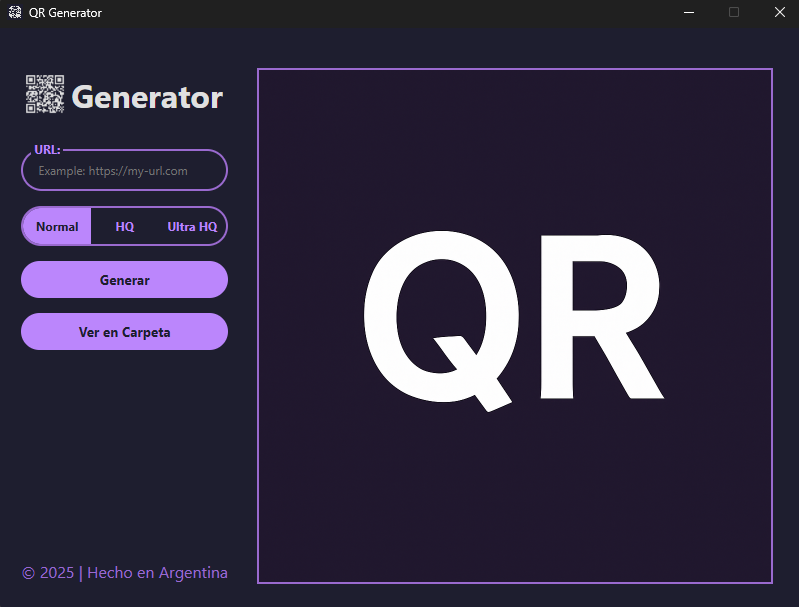 QR Generator
Generator
URL:
Example: https://my-url.com
Normal HQ Ultra HQ
Generar
Ver en Carpeta
QR
© 2025 | Hecho en Argentina